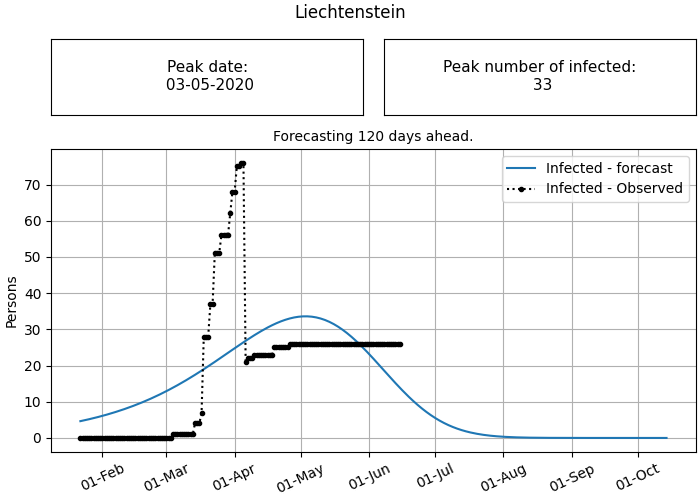 Liechtenstein
Peak date:
03-05-2020
Peak number of infected:
33
Forecasting 120 days ahead.
Infected - forecast
Infected - Observed
Persons
70
60
50
40
30
20
10
0
01-Feb
01-Mar
01-Apr
01-May
01-Jun
01-Jul
01-Aug
01-Sep
01-Oct